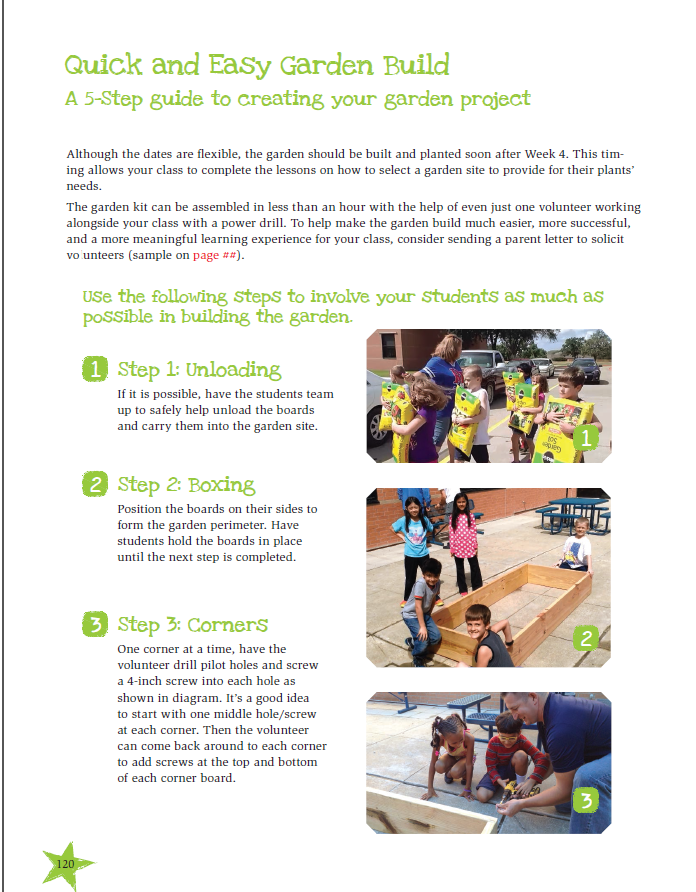 Quick and Easy Garden Build
A 5-Step guide to creating your garden project
Although the dates are flexible, the garden should be built and planted soon after Week 4. This tim-
ing allows your class to complete the lessons on how to select a garden site to provide for their plants’
needs.
The garden kit can be assembled in less than an hour with the help of even just one volunteer working
alongside your class with a power drill. To help make the garden build much easier, more successful,
and a more meaningful learning experience for your class, consider sending a parent letter to solicit
volunteers (sample on page ##).
Use the following steps to involve your students as much as
possible in building the garden.
1 Step 1: Unloading
If it is possible, have the students team
up to safely help unload the boards
and carry them into the garden site.
1
2 Step 2: Boxing
Position the boards on their sides to
form the garden perimeter. Have
students hold the boards in place
until the next step is completed.
2
3 Step 3: Corners
One corner at a time, have the
volunteer drill pilot holes and screw
a 4-inch screw into each hole as
shown in diagram. It’s a good idea
to start with one middle hole/screw
at each corner. Then the volunteer
can come back around to each corner
to add screws at the top and bottom
of each corner board.
3
120